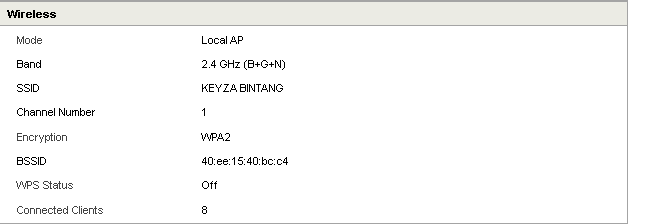 Wireless
Mode Local AP
Band 2.4 GHz (B+G+N)
SSID KEYZA BINTANG
Channel Number 1
Encryption WPA2
BSSID 40:ee:15:40:bc:c4
WPS Status Off
Connected Clients 8